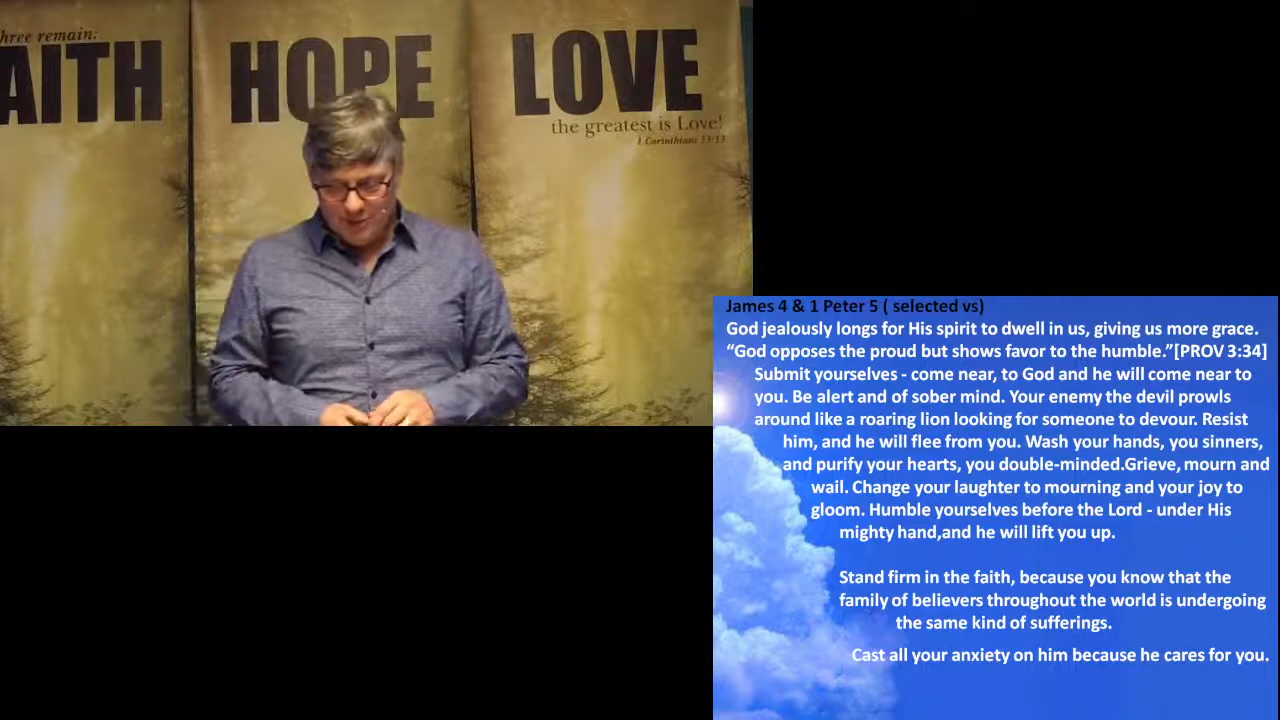 three remain:
AITH
HOPE
LOVE
the greatest is Love!
1 Corinthians 13:13
James 4 & 1 Peter 5 ( selected vs)
God jealously longs for His spirit to dwell in us, giving us more grace.
“God opposes the proud but shows favor to the humble.”[PROV 3:34]
Submit yourselves - come near, to God and he will come near to
you. Be alert and of sober mind. Your enemy the devil prowls
around like a roaring lion looking for someone to devour. Resist
him, and he will flee from you. Wash your hands, you sinners,
and purify your hearts, you double-minded.Grieve, mourn and
wail. Change your laughter to mourning and your joy to
gloom. Humble yourselves before the Lord - under His
mighty hand,and he will lift you up.
Stand firm in the faith, because you know that the
family of believers throughout the world is undergoing
the same kind of sufferings.
Cast all your anxiety on him because he cares for you.